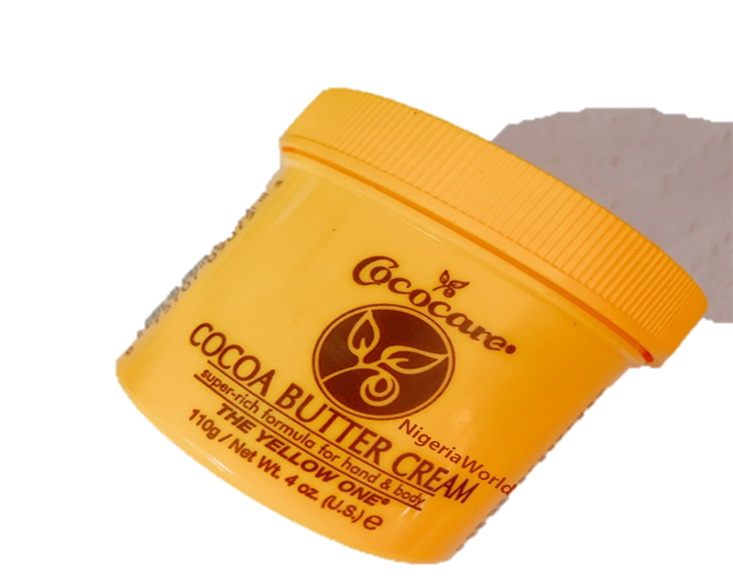 Cococare®
COCOA BUTTER CREAM
super-rich formula for hand & body
THE YELLOW ONE®
110g / Net Wt. 4 oz. (U.S.) ℮
NigeriaWorld